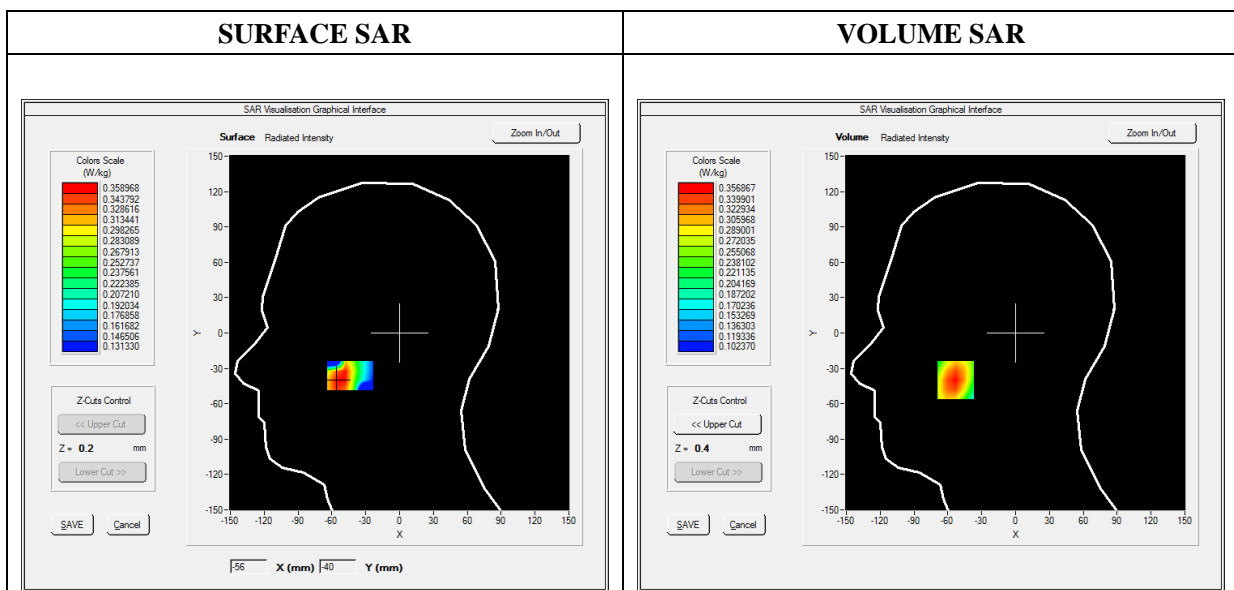 SURFACE SAR
SAR Visualisation Graphical Interface
Surface Radiated Intensity
Zoom In/Out
Colors Scale
(W/kg)
0.358968
0.343792
0.328616
0.313441
0.298265
0.283089
0.267913
0.252737
0.237561
0.222385
0.207210
0.192034
0.176858
0.161682
0.146506
0.131330
Z-Cuts Control
<< Upper Cut
Z = 0.2 mm
Lower Cut >>
SAVE Cancel
150
120
90
60
30
0
-30
-60
-90
-120
-150
Y
-150 -120 -90 -60 -30 0 30 60 90 120 150
X
-56 X (mm) -40 Y (mm)
VOLUME SAR
SAR Visualisation Graphical Interface
Volume Radiated Intensity
Zoom In/Out
Colors Scale
(W/kg)
0.356867
0.339901
0.322934
0.305968
0.289001
0.272035
0.255068
0.238102
0.221135
0.204169
0.187202
0.170236
0.153269
0.136303
0.119336
0.102370
Z-Cuts Control
<< Upper Cut
Z = 0.4 mm
Lower Cut >>
SAVE Cancel
150
120
90
60
30
0
-30
-60
-90
-120
-150
Y
-150 -120 -90 -60 -30 0 30 60 90 120 150
X